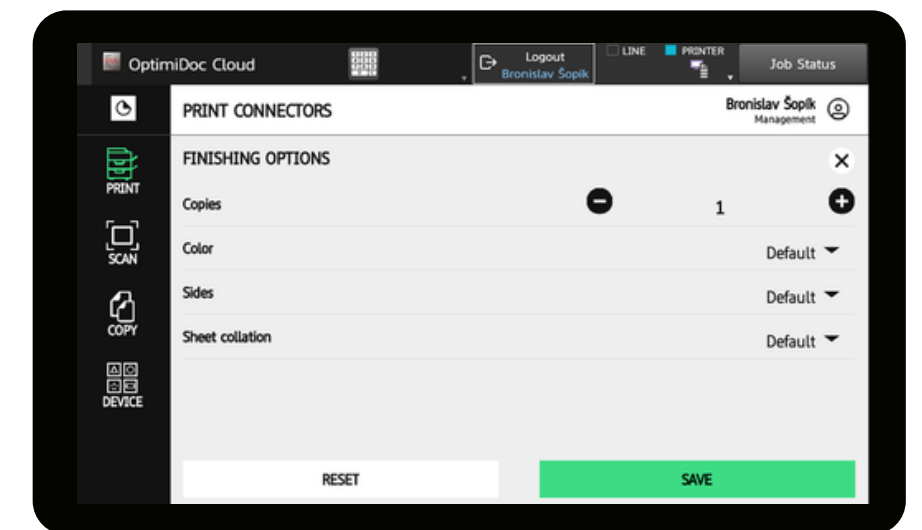 OptimiDoc Cloud
Logout
Bronislav Šopík
LINE
PRINTER
Job Status
PRINT CONNECTORS
Bronislav Šopík
Management
FINISHING OPTIONS
PRINT
Copies
1
SCAN
Color
Default
Sides
Default
COPY
Sheet collation
Default
DEVICE
RESET
SAVE